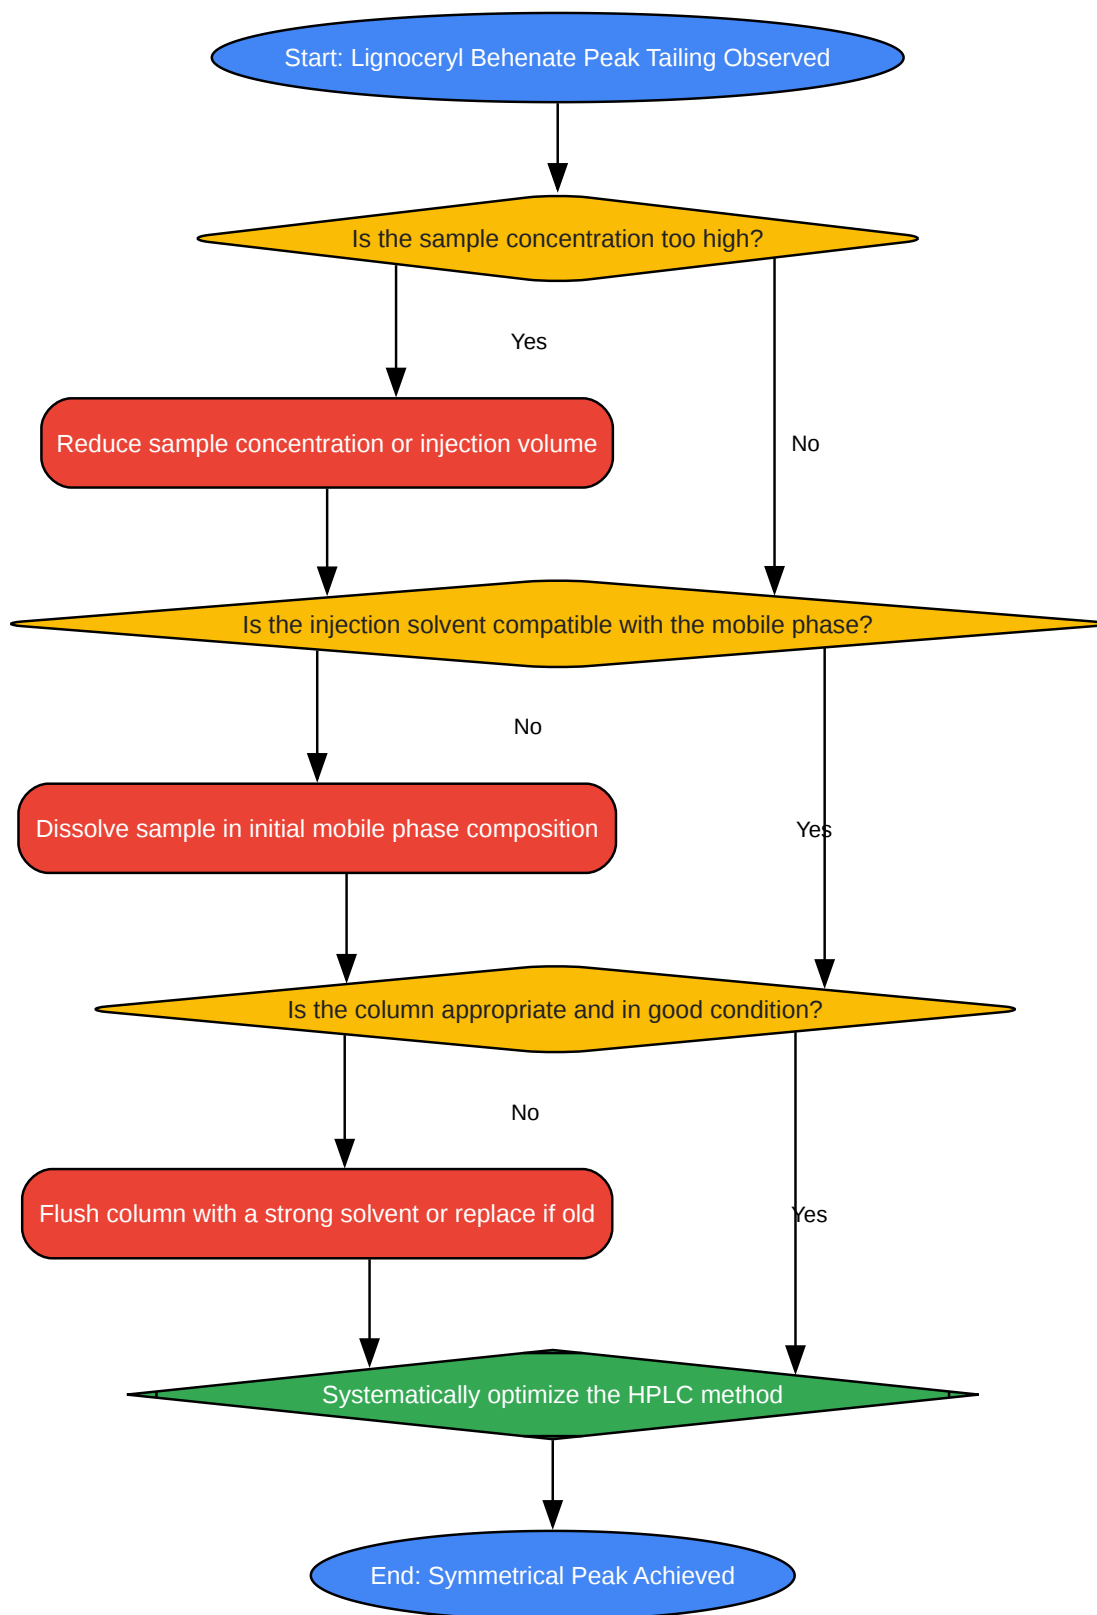 Start: Lignoceryl Behenate Peak Tailing Observed
Is the sample concentration too high?
Yes
Reduce sample concentration or injection volume
No
Is the injection solvent compatible with the mobile phase?
No
Dissolve sample in initial mobile phase composition
Yes
Is the column appropriate and in good condition?
No
Flush column with a strong solvent or replace if old
Yes
Systematically optimize the HPLC method
End: Symmetrical Peak Achieved